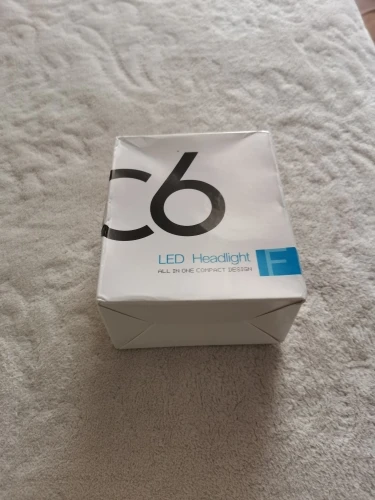 C6
LED Headlight
ALL IN ONE COMPACT DESIGN
F